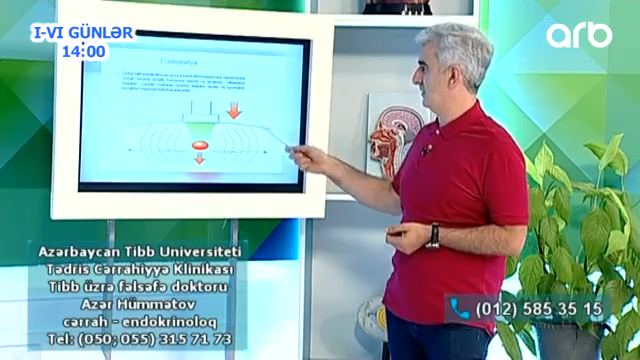 I-VI GÜNLƏR
14:00
arb
Elastoqrafiya
Azərbaycan Tibb Universiteti
Tədris Cərrahiyyə Klinikası
Tibb üzrə fəlsəfə doktoru
Azər Hümmətov
cərrah - endokrinoloq
Tel: (050; 055) 315 71 73
(012) 585 35 15